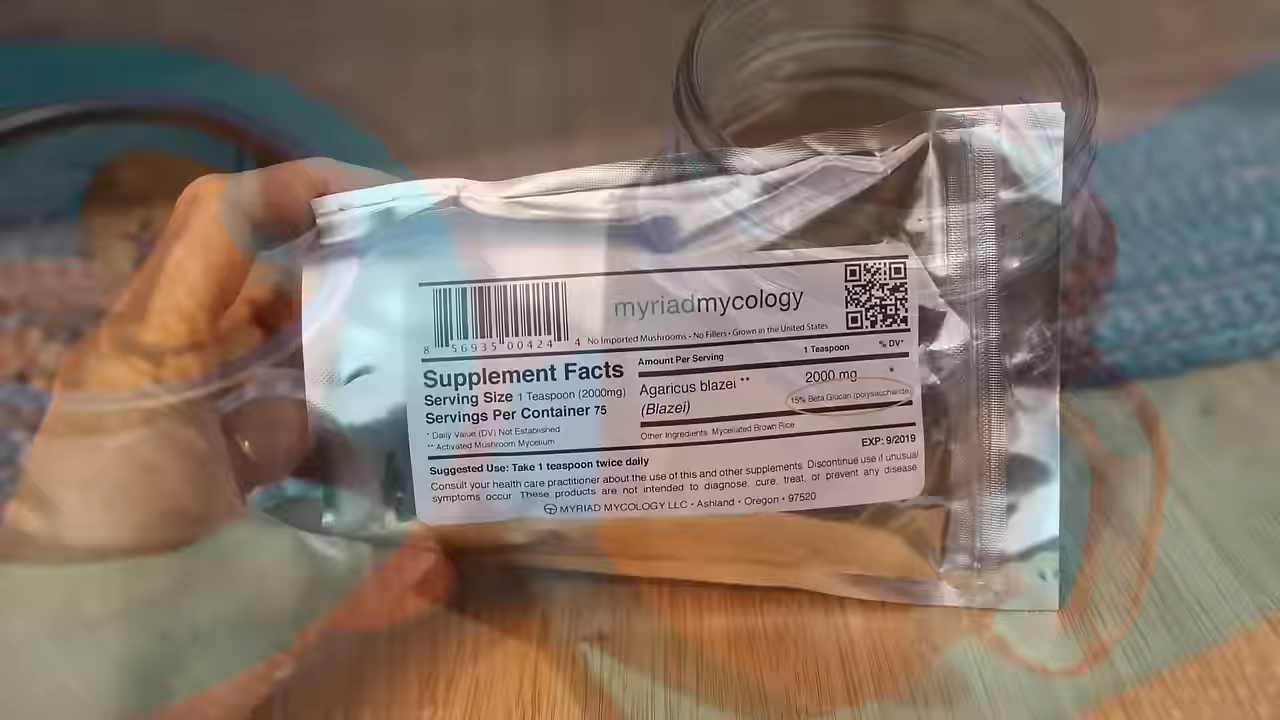 8 56935 00424 4
myriadmycology
No Imported Mushrooms • No Fillers • Grown in the United States
Supplement Facts
Serving Size 1 Teaspoon (2000mg)
Servings Per Container 75
* Daily Value (DV) Not Established
** Activated Mushroom Mycelium
Amount Per Serving 1 Teaspoon % DV*
Agaricus blazei ** 2000 mg *
(Blazei) 15% Beta Glucan (polysaccharide)
Other Ingredients: Myceliated Brown Rice
EXP: 9/2019
Suggested Use: Take 1 teaspoon twice daily
Consult your health care practitioner about the use of this and other supplements. Discontinue use if unusual
symptoms occur. These products are not intended to diagnose, cure, treat, or prevent any disease
MYRIAD MYCOLOGY LLC • Ashland • Oregon • 97520